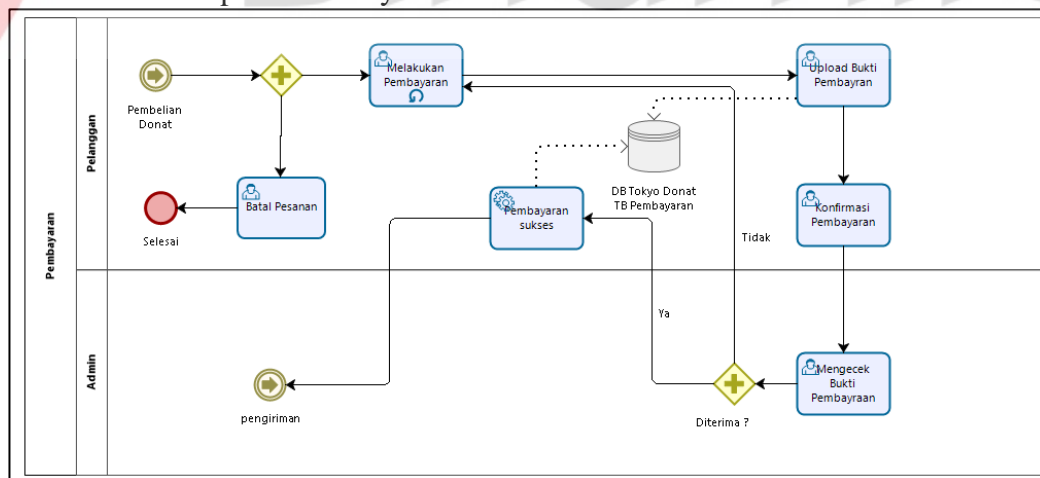 Pembayaran
Pelanggan
Admin
Pembelian
Donat
Melakukan
Pembayaran
Upload Bukti
Pembayran
Batal Pesanan
Selesai
Pembayaran
sukses
DB Tokyo Donat
TB Pembayaran
Konfirmasi
Pembayaran
Tidak
Ya
pengiriman
Diterima ?
Mengecek
Bukti
Pembayraan